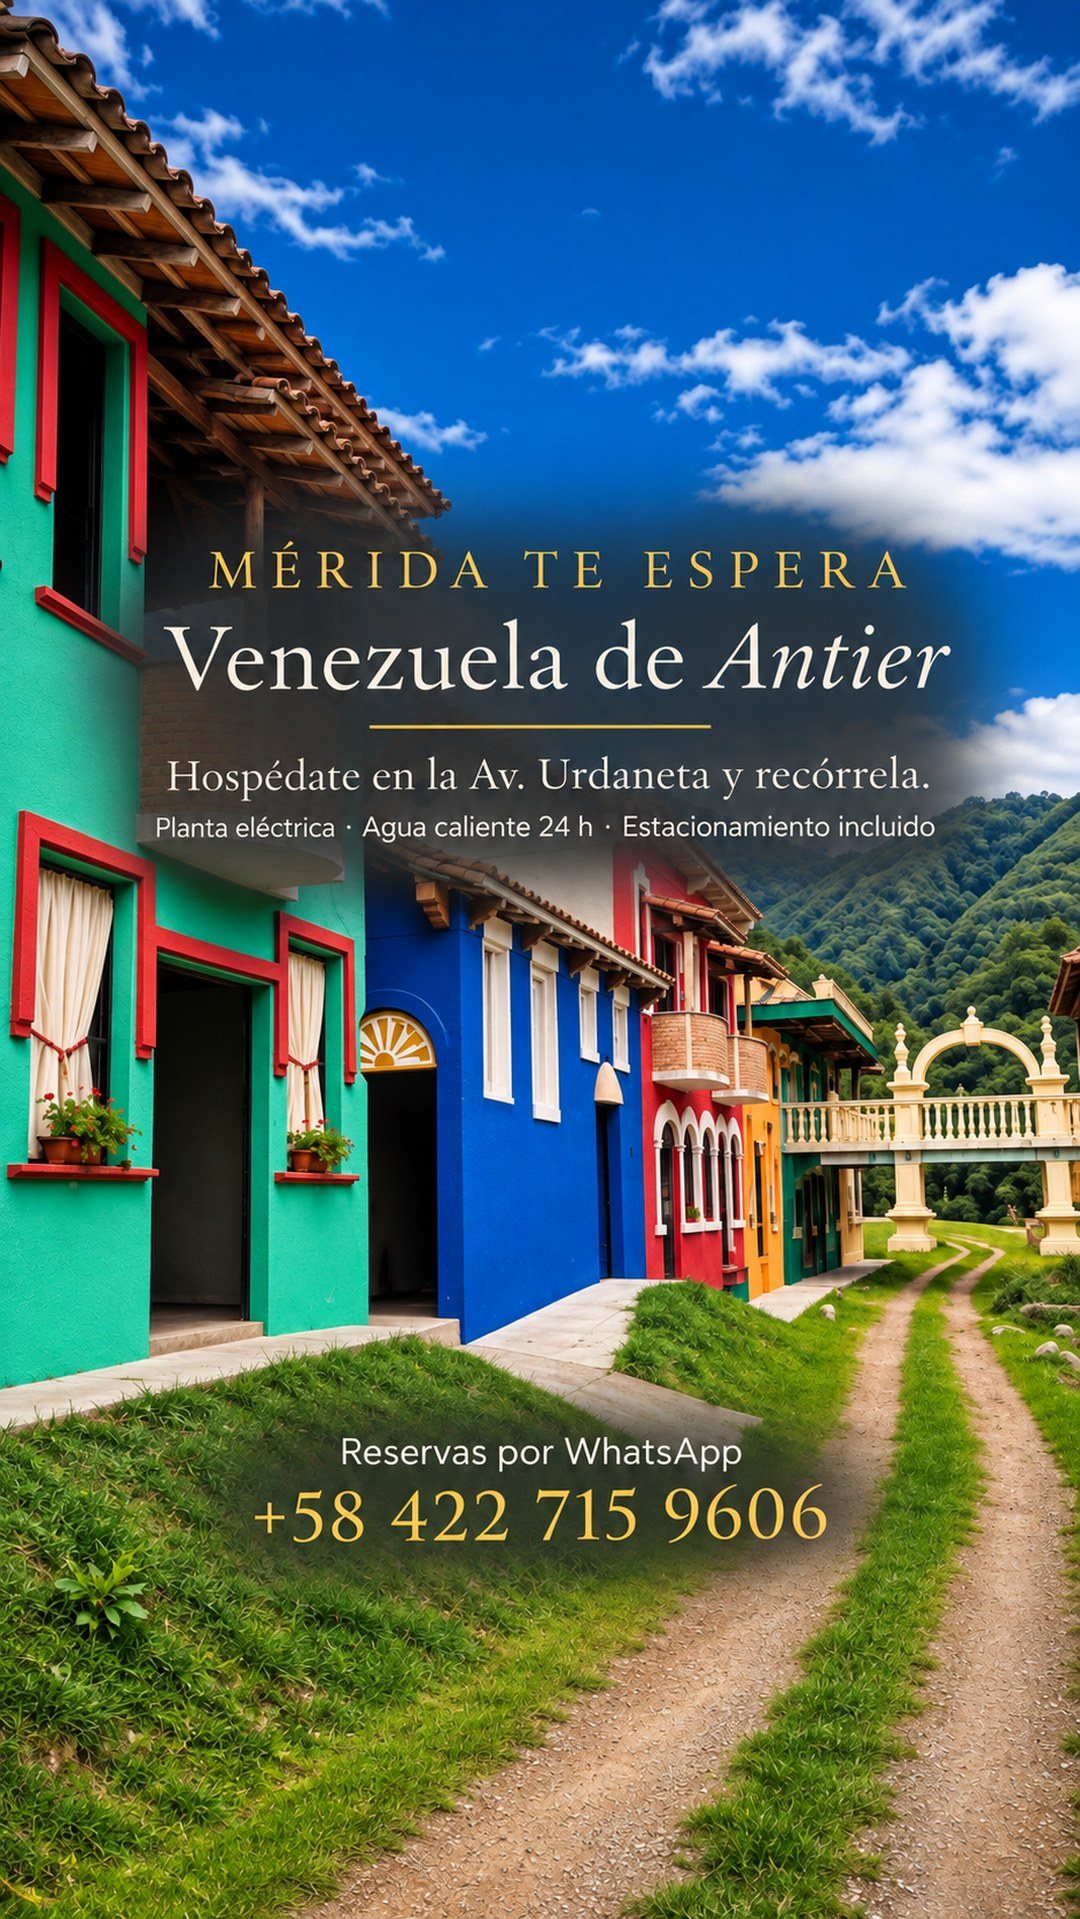 MÉRIDA TE ESPERA
Venezuela de Antier
Hospédate en la Av. Urdaneta y recórrela.
Planta eléctrica · Agua caliente 24 h · Estacionamiento incluido
Reservas por WhatsApp
+58 422 715 9606